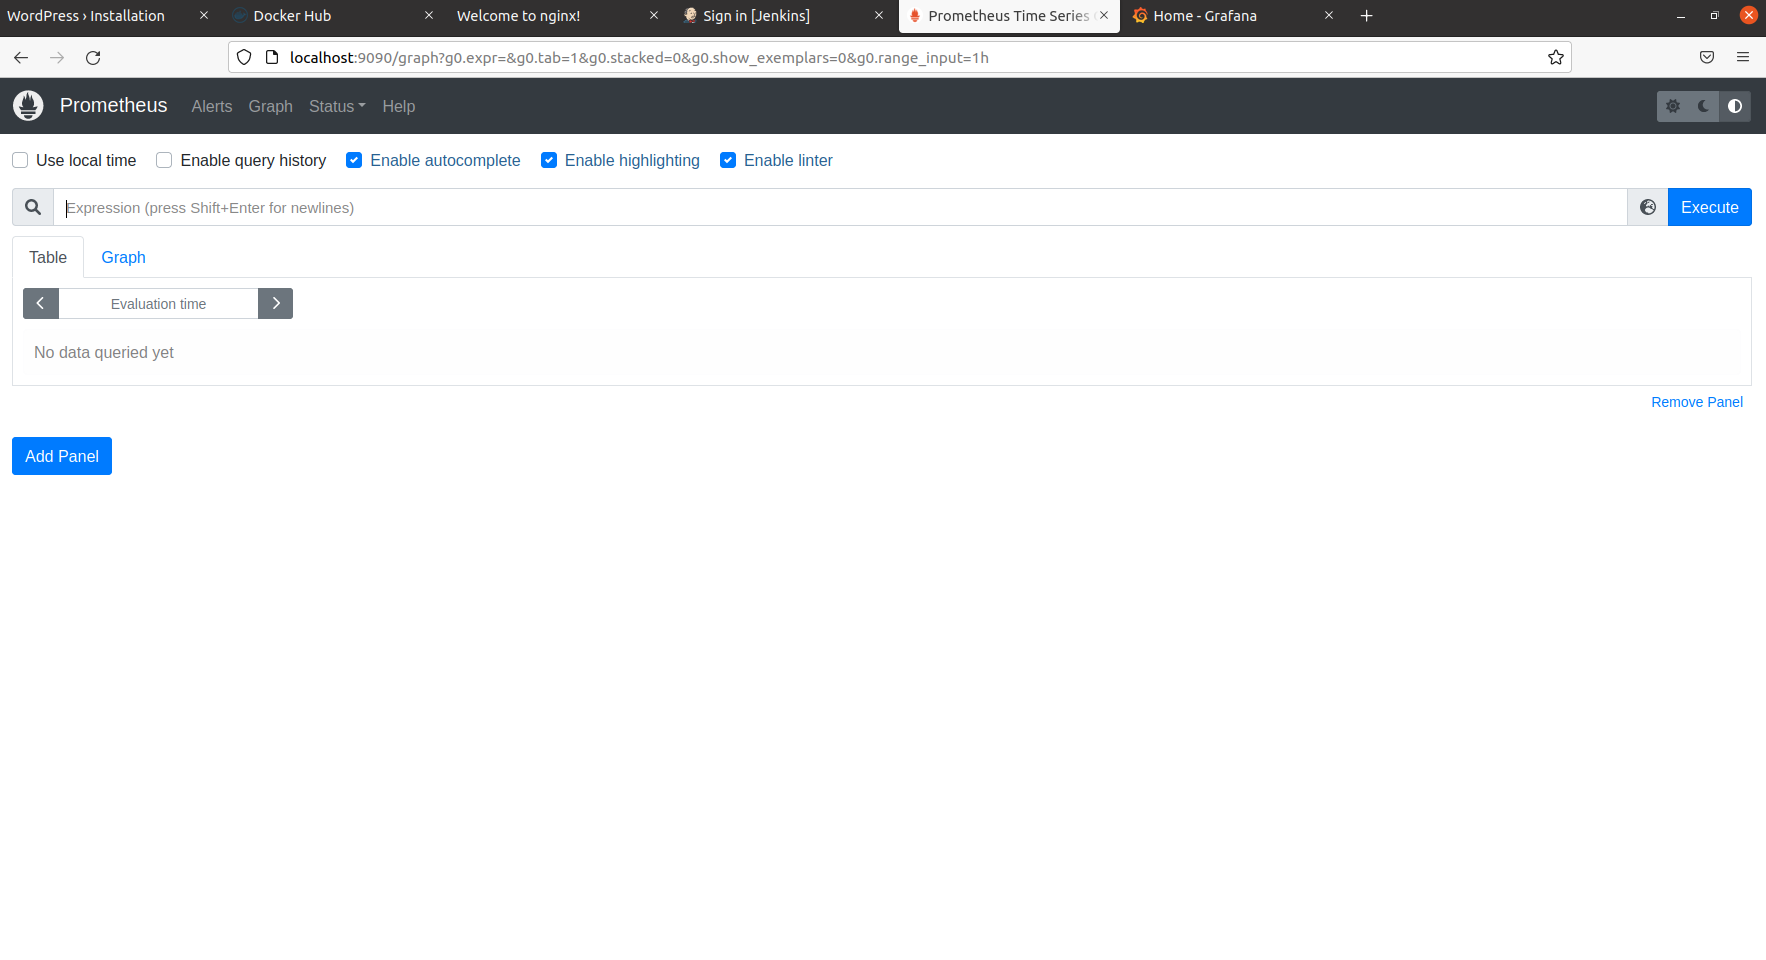 WordPress › Installation
Docker Hub
Welcome to nginx!
Sign in [Jenkins]
Prometheus Time Series
Home - Grafana
localhost:9090/graph?g0.expr=&g0.tab=1&g0.stacked=0&g0.show_exemplars=0&g0.range_input=1h
Prometheus Alerts Graph Status Help
Use local time Enable query history Enable autocomplete Enable highlighting Enable linter
Expression (press Shift+Enter for newlines) Execute
Table Graph
Evaluation time
No data queried yet
Remove Panel
Add Panel